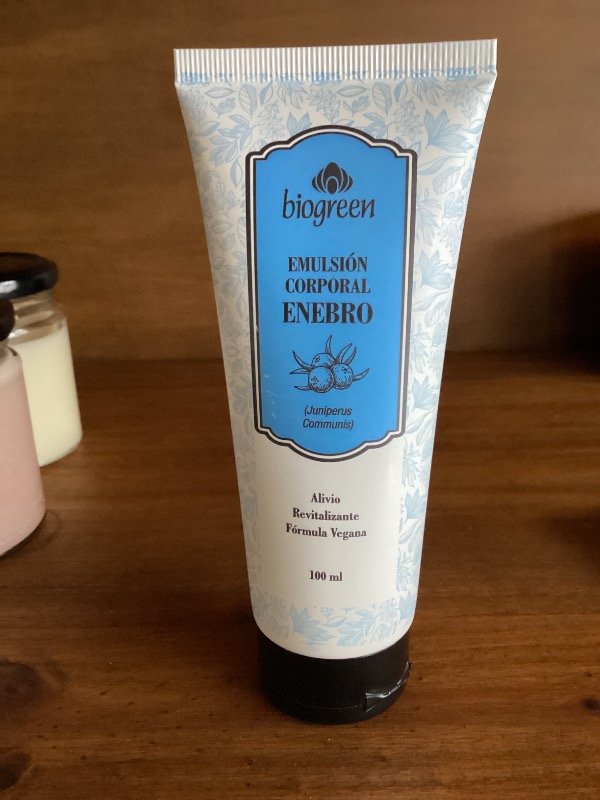 biogreen
EMULSIÓN
CORPORAL
ENEBRO
(Juniperus
Communis)
Alivio
Revitalizante
Fórmula Vegana
100 ml